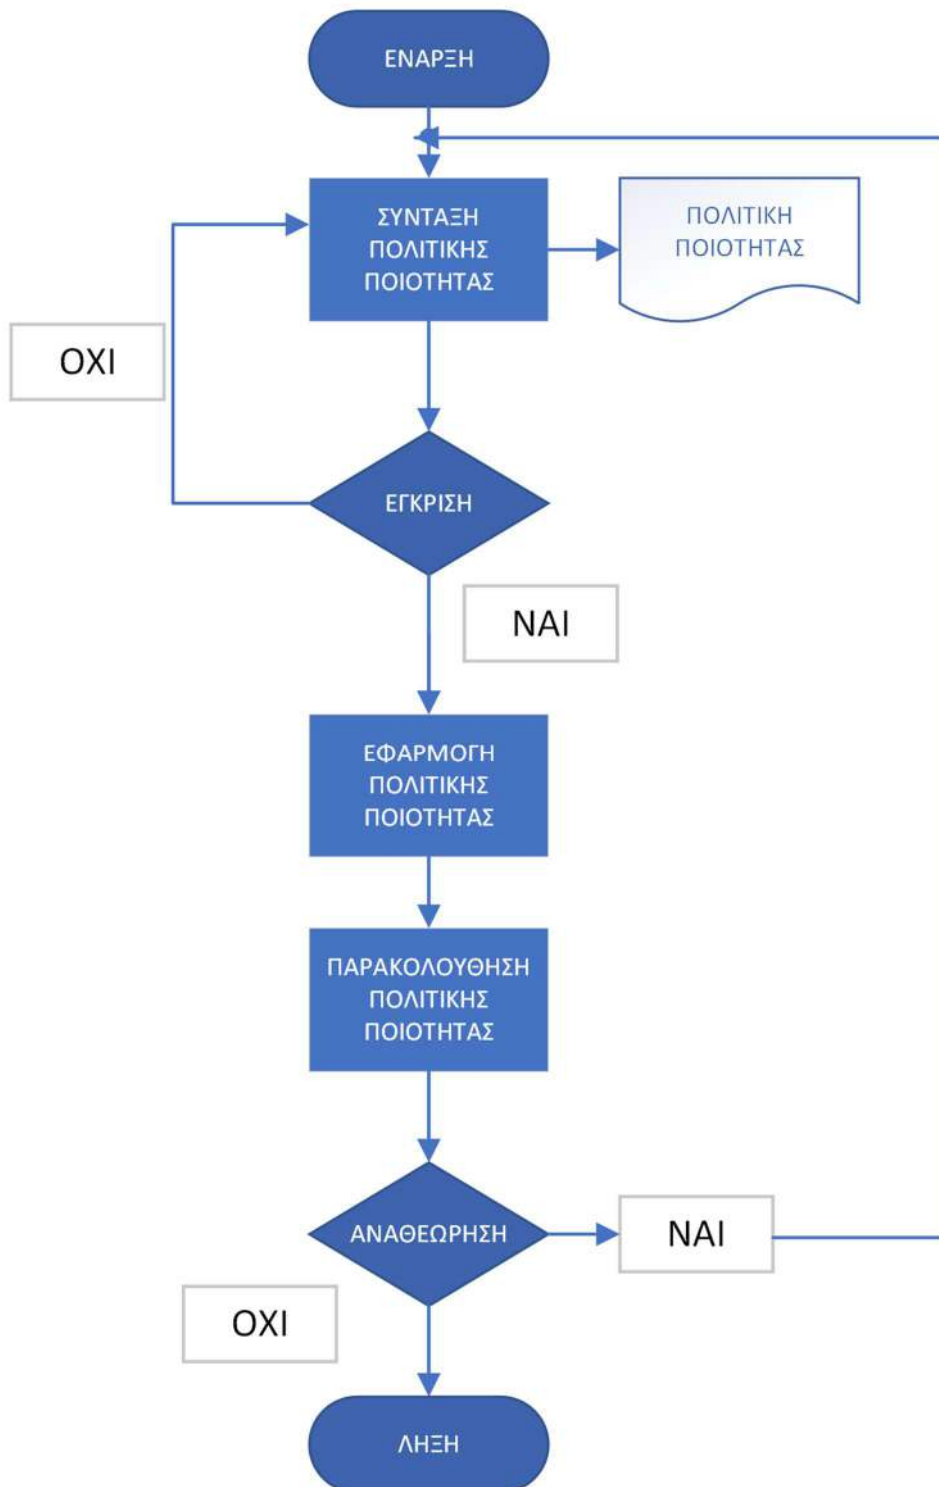 ΕΝΑΡΞΗ
ΣΥΝΤΑΞΗ
ΠΟΛΙΤΙΚΗΣ
ΠΟΙΟΤΗΤΑΣ
ΠΟΛΙΤΙΚΗ
ΠΟΙΟΤΗΤΑΣ
ΟΧΙ
ΕΓΚΡΙΣΗ
ΝΑΙ
ΕΦΑΡΜΟΓΗ
ΠΟΛΙΤΙΚΗΣ
ΠΟΙΟΤΗΤΑΣ
ΠΑΡΑΚΟΛΟΥΘΗΣΗ
ΠΟΛΙΤΙΚΗΣ
ΠΟΙΟΤΗΤΑΣ
ΑΝΑΘΕΩΡΗΣΗ
ΝΑΙ
ΟΧΙ
ΛΗΞΗ